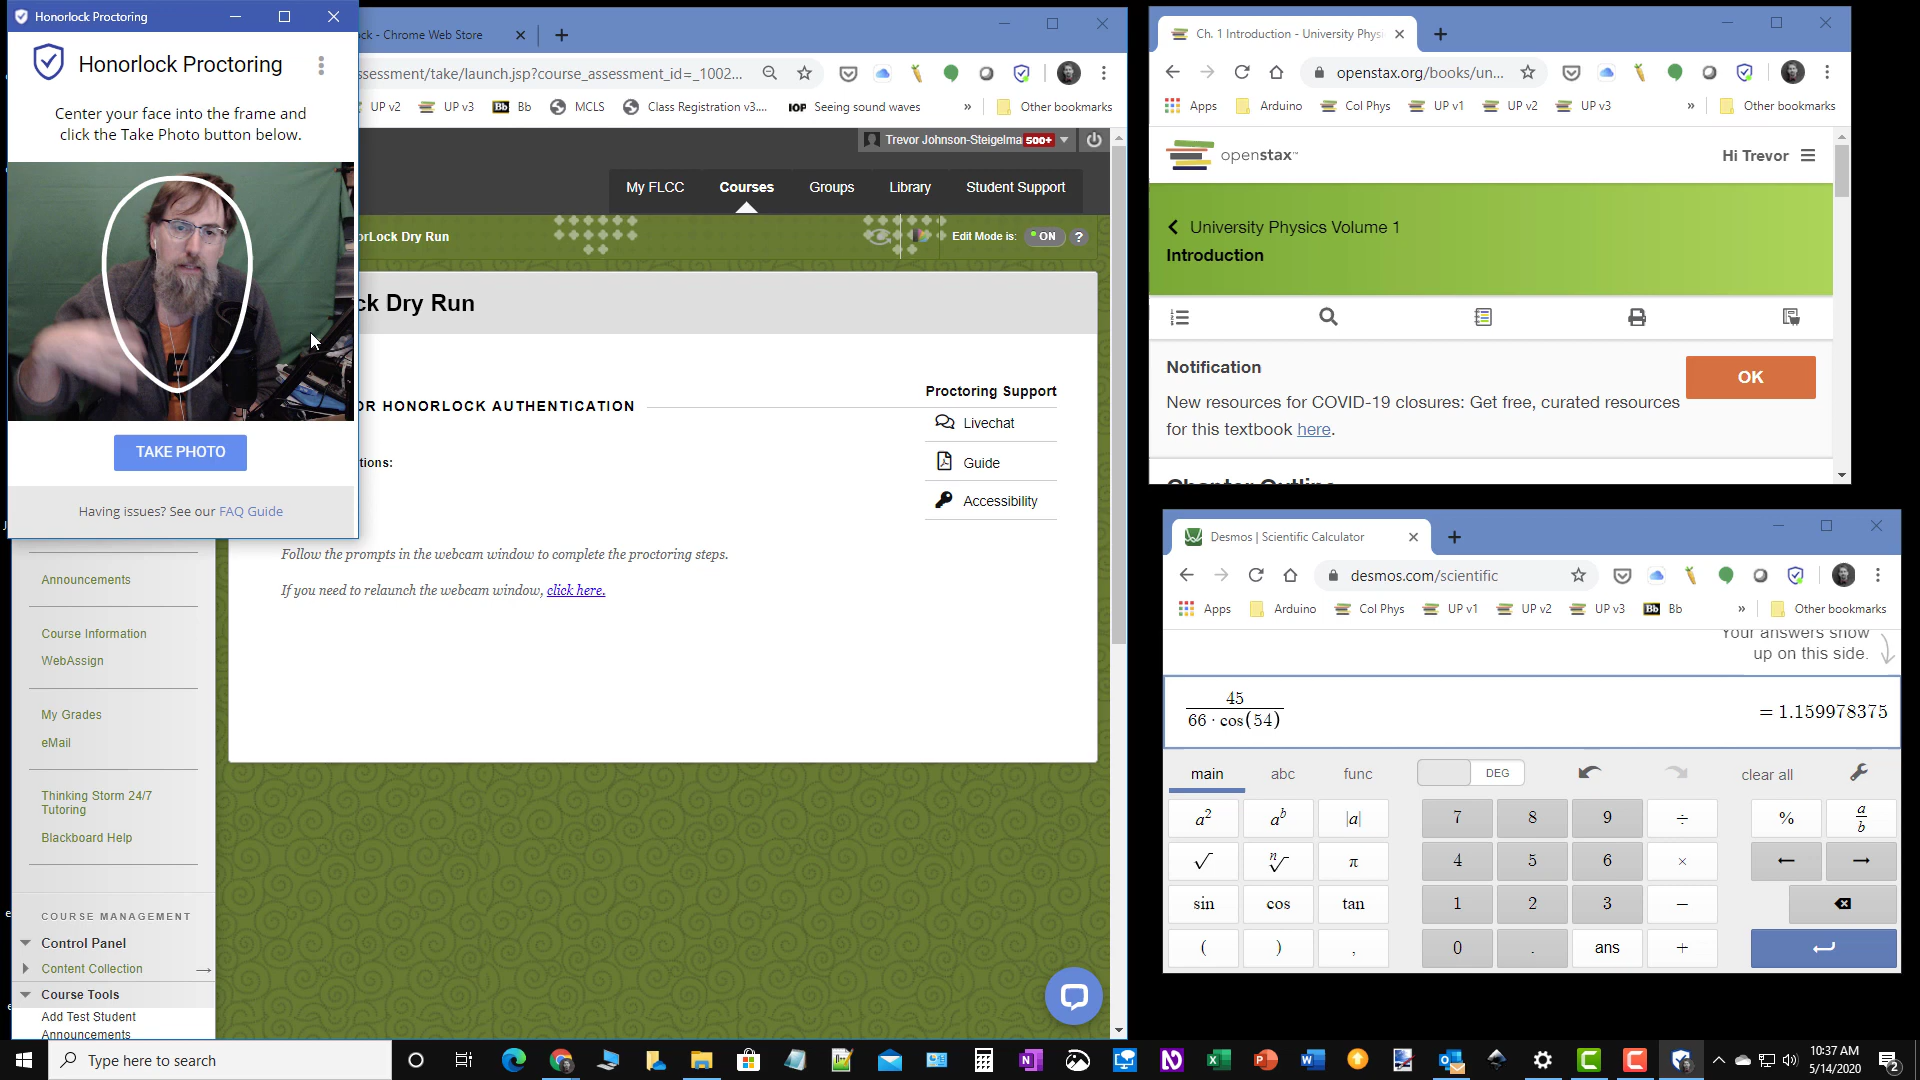 Honorlock Proctoring
Honorlock Proctoring
Center your face into the frame and
click the Take Photo button below.
TAKE PHOTO
Having issues? See our FAQ Guide
ck - Chrome Web Store
ssessment/take/launch.jsp?course_assessment_id=_1002...
UP v2
UP v3
Bb Bb
MCLS
Class Registration v3....
IOP Seeing sound waves
»
Other bookmarks
Trevor Johnson-Steigelma 500+
My FLCC
Courses
Groups
Library
Student Support
orLock Dry Run
Edit Mode is: ON ?
ck Dry Run
OR HONORLOCK AUTHENTICATION
tions:
Proctoring Support
Livechat
Guide
Accessibility
Follow the prompts in the webcam window to complete the proctoring steps.
If you need to relaunch the webcam window, click here.
Announcements
Course Information
WebAssign
My Grades
eMail
Thinking Storm 24/7
Tutoring
Blackboard Help
COURSE MANAGEMENT
Control Panel
Content Collection
Course Tools
Add Test Student
Announcements
Ch. 1 Introduction - University Phys
openstax.org/books/un...
Apps
Arduino
Col Phys
UP v1
UP v2
UP v3
»
Other bookmarks
openstax™
Hi Trevor
University Physics Volume 1
Introduction
Notification
OK
New resources for COVID-19 closures: Get free, curated resources
for this textbook here.
Chapter Outline
Desmos | Scientific Calculator
desmos.com/scientific
Apps
Arduino
Col Phys
UP v1
UP v2
UP v3
Bb Bb
»
Other bookmarks
Your answers show
up on this side.
45
66 · cos(54)
= 1.159978375
main
abc
func
DEG
clear all
a²
aᵇ
|a|
7
8
9
÷
%
a/b
√
ⁿ√
π
4
5
6
×
←
→
sin
cos
tan
1
2
3
−
(
)
,
0
.
ans
+
Type here to search
10:37 AM
5/14/2020
2